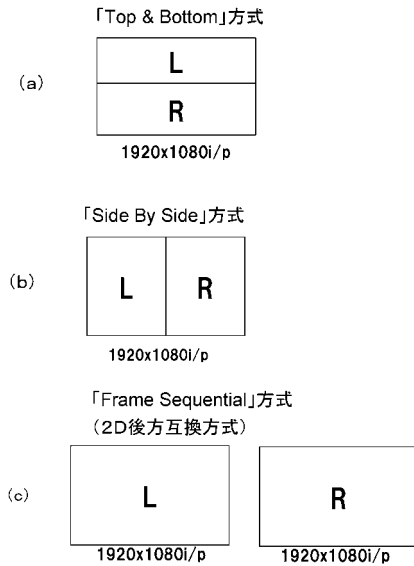 「Top & Bottom」方式
(a)
L
R
1920x1080i/p
「Side By Side」方式
(b)
L R
1920x1080i/p
「Frame Sequential」方式
(2D後方互換方式)
(c)
L R
1920x1080i/p 1920x1080i/p